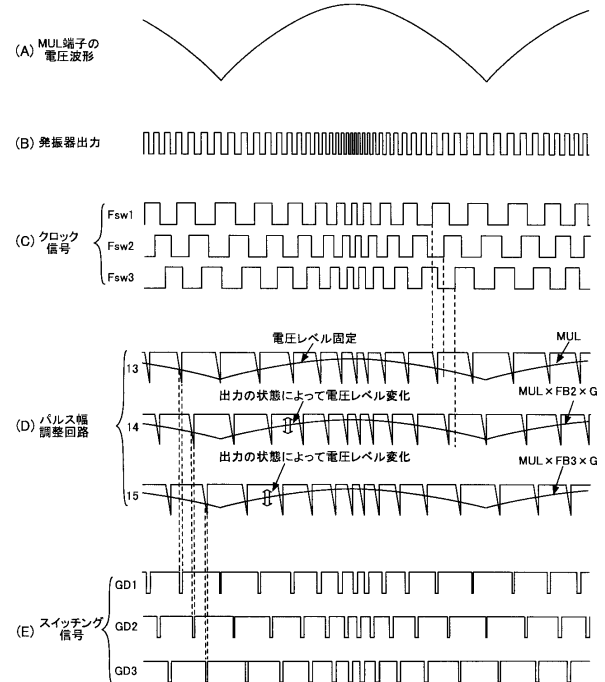 (A) MUL端子の
電圧波形
(B) 発振器出力
(C) クロック
信号
Fsw1
Fsw2
Fsw3
電圧レベル固定
MUL
13
出力の状態によって電圧レベル変化
MUL×FB2×G
(D) パルス幅
調整回路
14
出力の状態によって電圧レベル変化
MUL×FB3×G
15
(E) スイッチング
信号
GD1
GD2
GD3